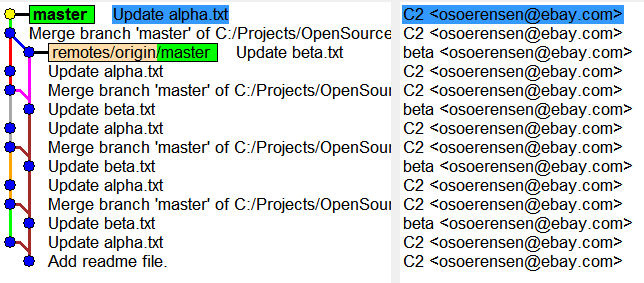 master Update alpha.txt C2 <osoerensen@ebay.com>
Merge branch 'master' of C:/Projects/OpenSource C2 <osoerensen@ebay.com>
remotes/origin/master Update beta.txt beta <osoerensen@ebay.com>
Update alpha.txt C2 <osoerensen@ebay.com>
Merge branch 'master' of C:/Projects/OpenSour C2 <osoerensen@ebay.com>
Update beta.txt beta <osoerensen@ebay.com>
Update alpha.txt C2 <osoerensen@ebay.com>
Merge branch 'master' of C:/Projects/OpenSour C2 <osoerensen@ebay.com>
Update beta.txt beta <osoerensen@ebay.com>
Update alpha.txt C2 <osoerensen@ebay.com>
Merge branch 'master' of C:/Projects/OpenSour C2 <osoerensen@ebay.com>
Update beta.txt beta <osoerensen@ebay.com>
Update alpha.txt C2 <osoerensen@ebay.com>
Add readme file. C2 <osoerensen@ebay.com>